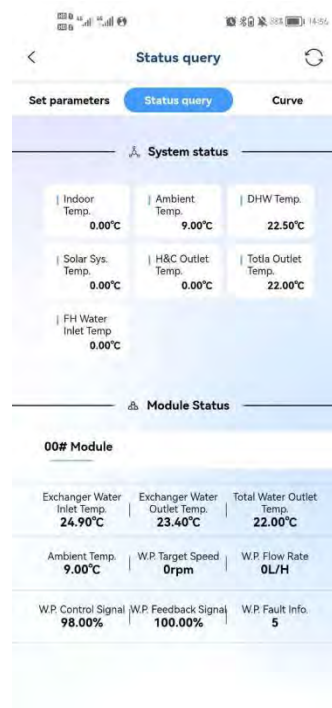 14:56
Status query
Set parameters
Status query
Curve
System status
Indoor
Temp.
0.00°C
Ambient
Temp.
9.00°C
DHW Temp.
22.50°C
Solar Sys.
Temp.
0.00°C
H&C Outlet
Temp.
0.00°C
Totla Outlet
Temp.
22.00°C
FH Water
Inlet Temp
0.00°C
Module Status
00# Module
Exchanger Water
Inlet Temp.
24.90°C
Exchanger Water
Outlet Temp.
23.40°C
Total Water Outlet
Temp.
22.00°C
Ambient Temp.
9.00°C
W.P. Target Speed
0rpm
W.P. Flow Rate
0L/H
W.P. Control Signal
98.00%
W.P. Feedback Signal
100.00%
W.P. Fault Info.
5